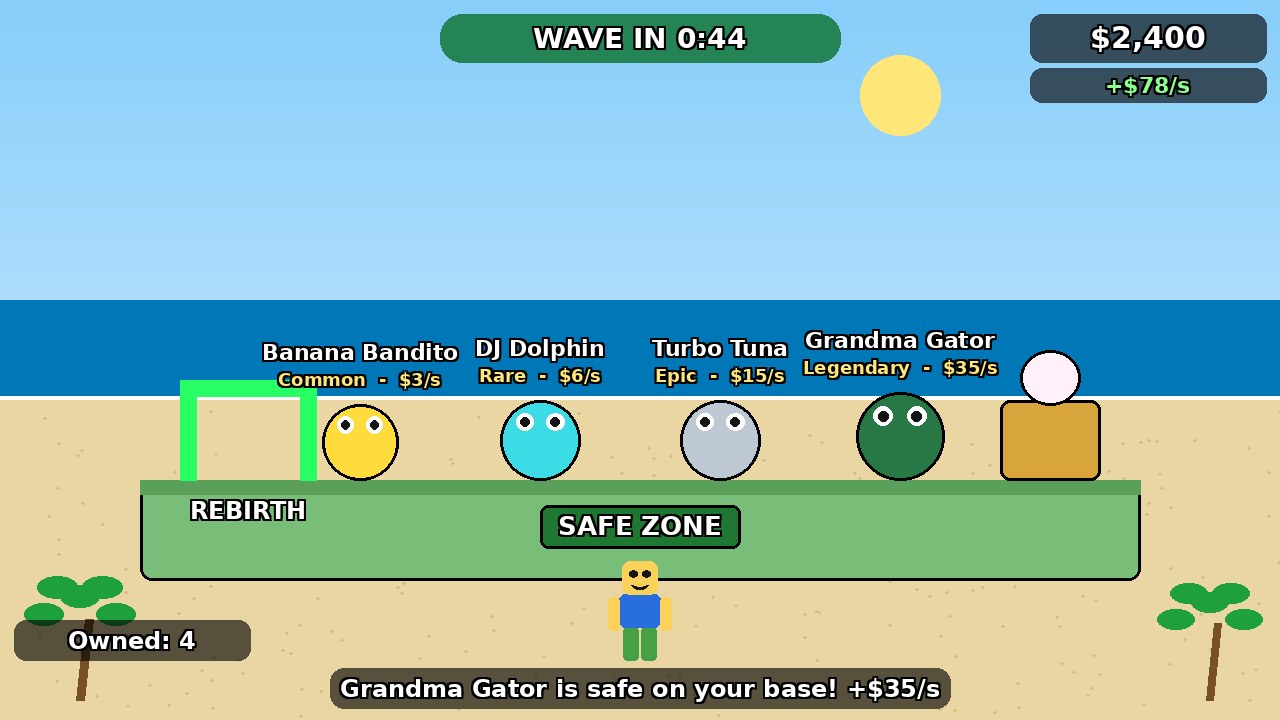 WAVE IN 0:44
$2,400
+$78/s
Banana Bandito
Common - $3/s
DJ Dolphin
Rare - $6/s
Turbo Tuna
Epic - $15/s
Grandma Gator
Legendary - $35/s
REBIRTH
SAFE ZONE
Owned: 4
Grandma Gator is safe on your base! +$35/s